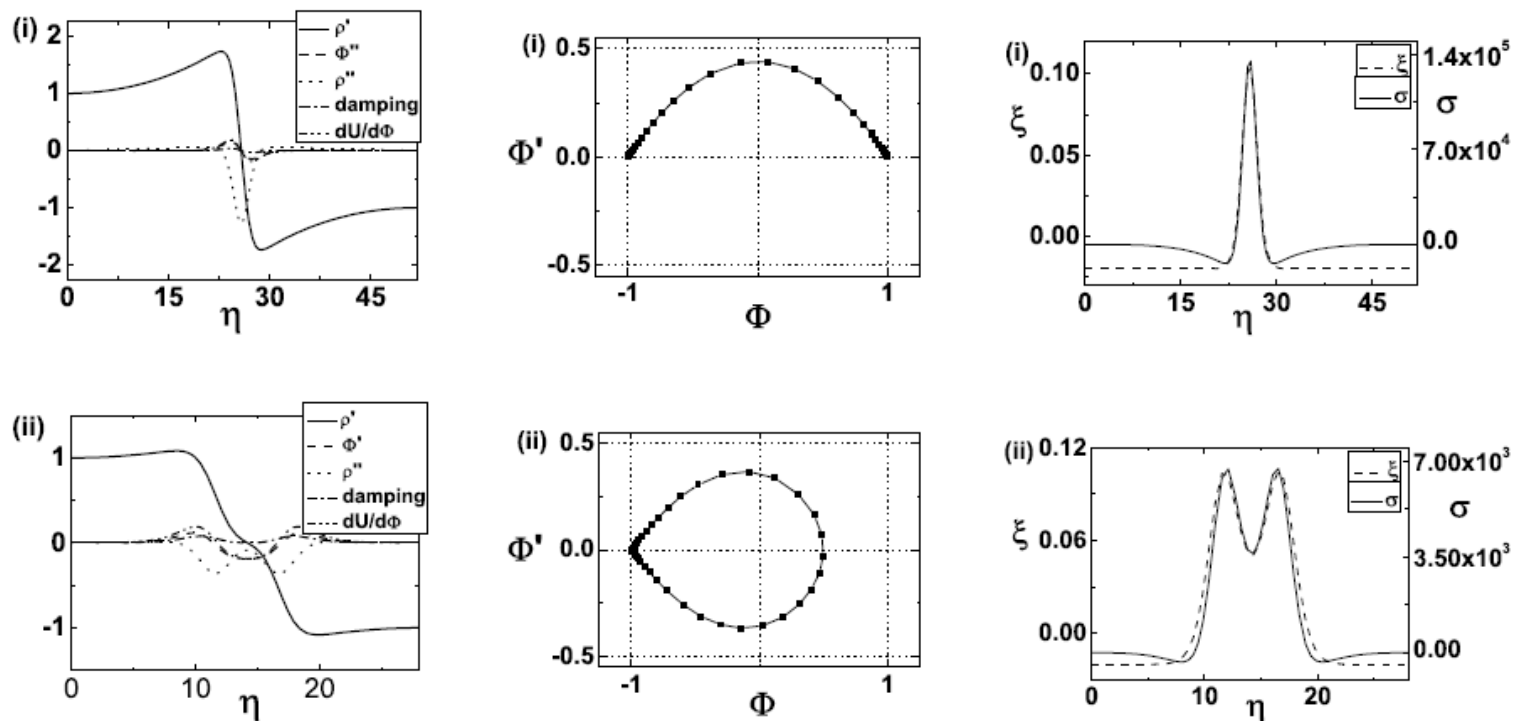 (i)
2
1
0
-1
-2
0 15 30 45
η
ρ'
Φ"
ρ"
damping
dU/dΦ
(i)
0.5
Φ' 0.0
-0.5
-1 1
Φ
(i)
0.10
ξ
0.05
0.00
0 15 30 45
η
ξ
σ
1.4x10⁵
σ
7.0x10⁴
0.0
(ii)
1
0
-1
0 10 20
η
ρ'
Φ'
ρ"
damping
dU/dΦ
(ii)
0.5
Φ' 0.0
-0.5
-1 1
Φ
(ii)
0.12
ξ
0.06
0.00
0 10 20
η
ξ
σ
7.00x10³
σ
3.50x10³
0.00